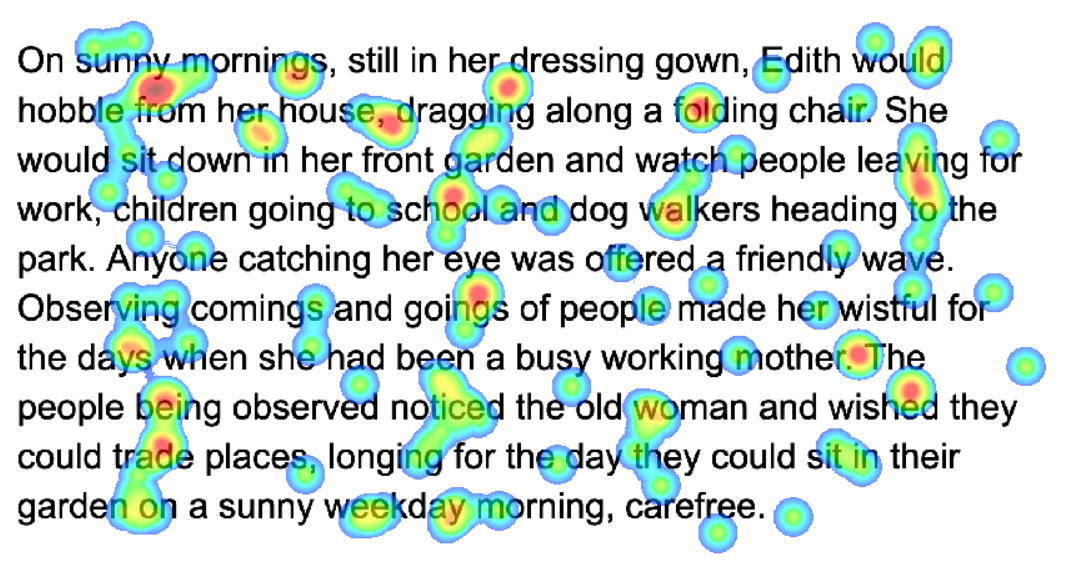 On sunny mornings, still in her dressing gown, Edith would
hobble from her house, dragging along a folding chair. She
would sit down in her front garden and watch people leaving for
work, children going to school and dog walkers heading to the
park. Anyone catching her eye was offered a friendly wave.
Observing comings and goings of people made her wistful for
the days when she had been a busy working mother. The
people being observed noticed the old woman and wished they
could trade places, longing for the day they could sit in their
garden on a sunny weekday morning, carefree.